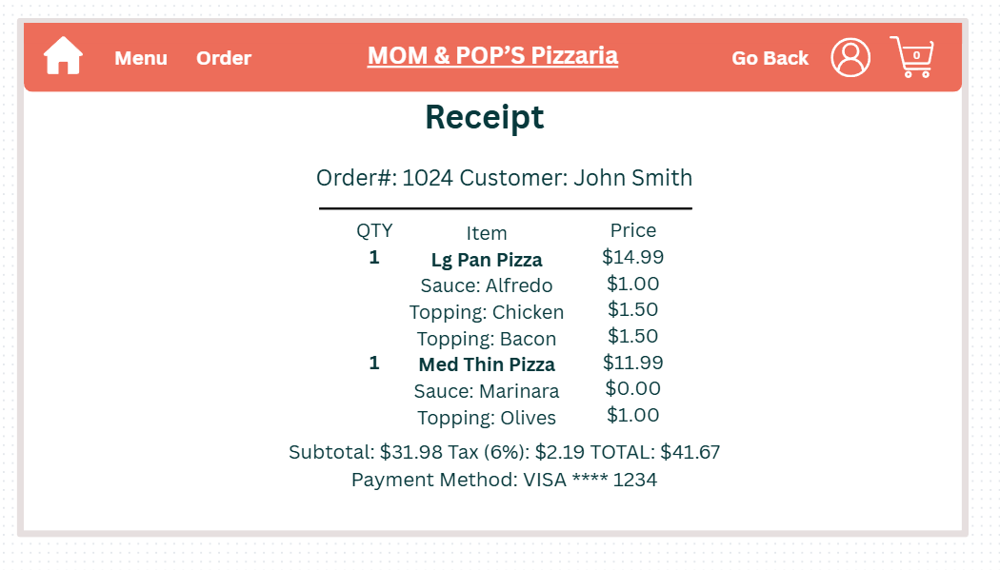 Menu Order MOM & POP’S Pizzaria Go Back 0
Receipt
Order#: 1024 Customer: John Smith
QTY Item Price
1 Lg Pan Pizza $14.99
Sauce: Alfredo $1.00
Topping: Chicken $1.50
Topping: Bacon $1.50
1 Med Thin Pizza $11.99
Sauce: Marinara $0.00
Topping: Olives $1.00
Subtotal: $31.98 Tax (6%): $2.19 TOTAL: $41.67
Payment Method: VISA **** 1234